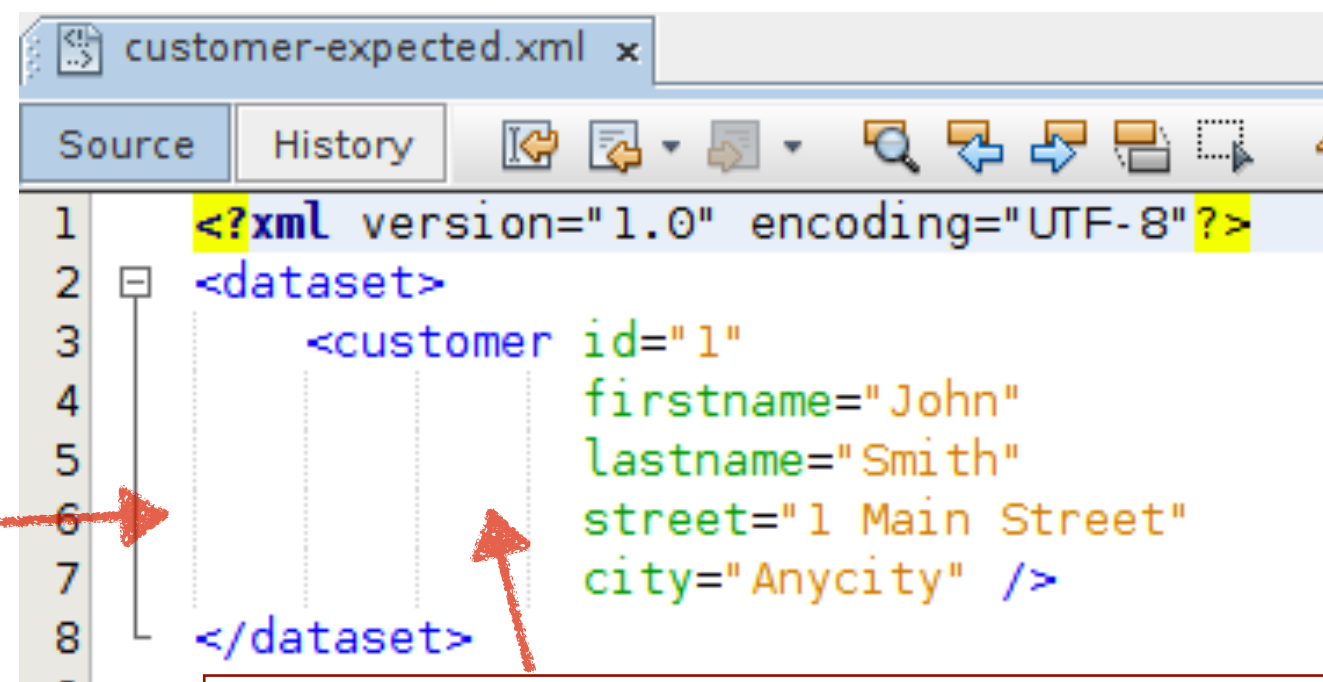 customer-expected.xml x
Source History
1 <?xml version="1.0" encoding="UTF-8"?>
2 <dataset>
3     <customer id="1"
4               firstname="John"
5               lastname="Smith"
6               street="1 Main Street"
7               city="Anycity" />
8 </dataset>